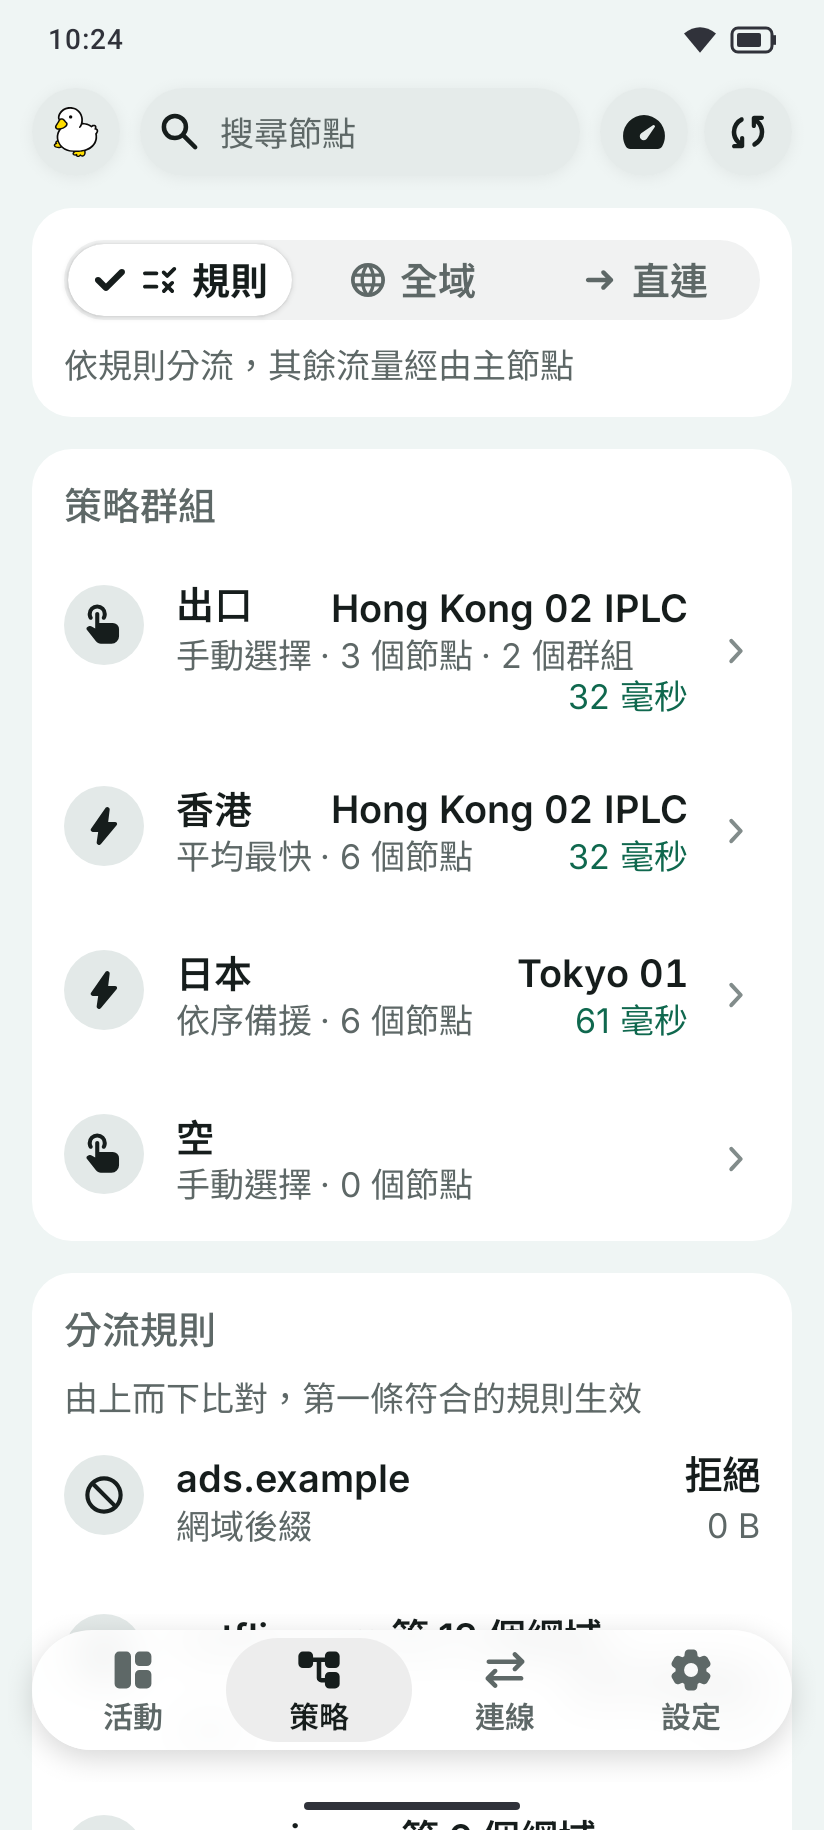 10:24
搜尋節點
規則 全域 直連
依規則分流，其餘流量經由主節點
策略群組
出口 Hong Kong 02 IPLC
手動選擇 · 3 個節點 · 2 個群組
32 毫秒
香港 Hong Kong 02 IPLC
平均最快 · 6 個節點 32 毫秒
日本 Tokyo 01
依序備援 · 6 個節點 61 毫秒
空
手動選擇 · 0 個節點
分流規則
由上而下比對，第一條符合的規則生效
ads.example 拒絕
網域後綴 0 B
活動 策略 連線 設定